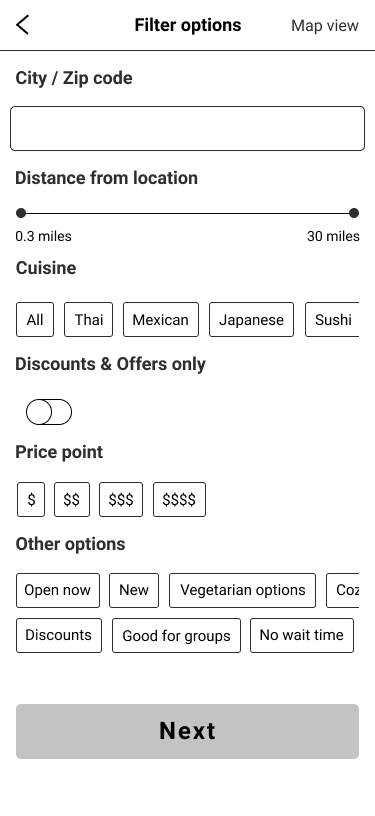 Filter options Map view
City / Zip code
Distance from location
0.3 miles 30 miles
Cuisine
All Thai Mexican Japanese Sushi
Discounts & Offers only
Price point
$ $$ $$$ $$$$
Other options
Open now New Vegetarian options Coz
Discounts Good for groups No wait time
Next